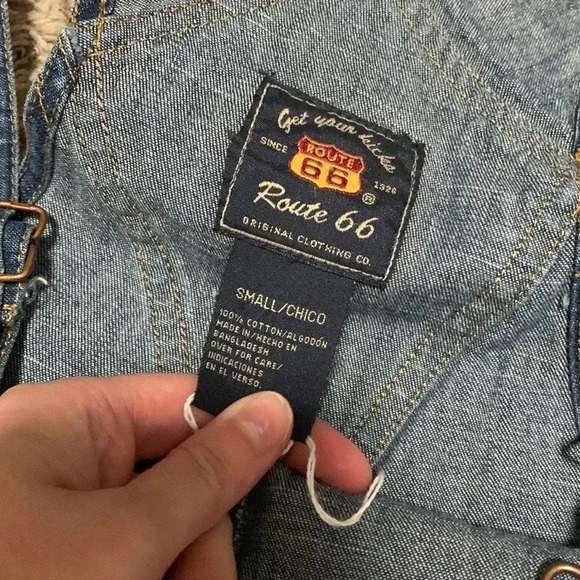 Get your kicks
SINCE
ROUTE
66
1926
®
Route 66
ORIGINAL CLOTHING CO.
SMALL/CHICO
100% COTTON/ALGODÓN
MADE IN/HECHO EN
BANGLADESH
OVER FOR CARE/
INDICACIONES
EN EL VERSO.